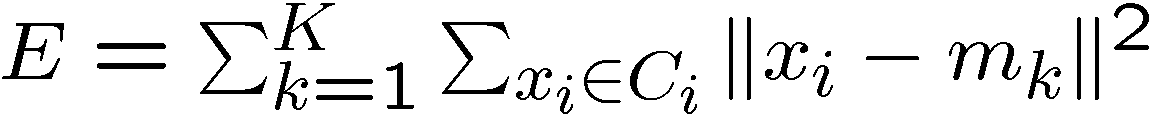 E = \sum_{k=1}^{K} \sum_{x_i \in C_i} \|x_i - m_k\|^2